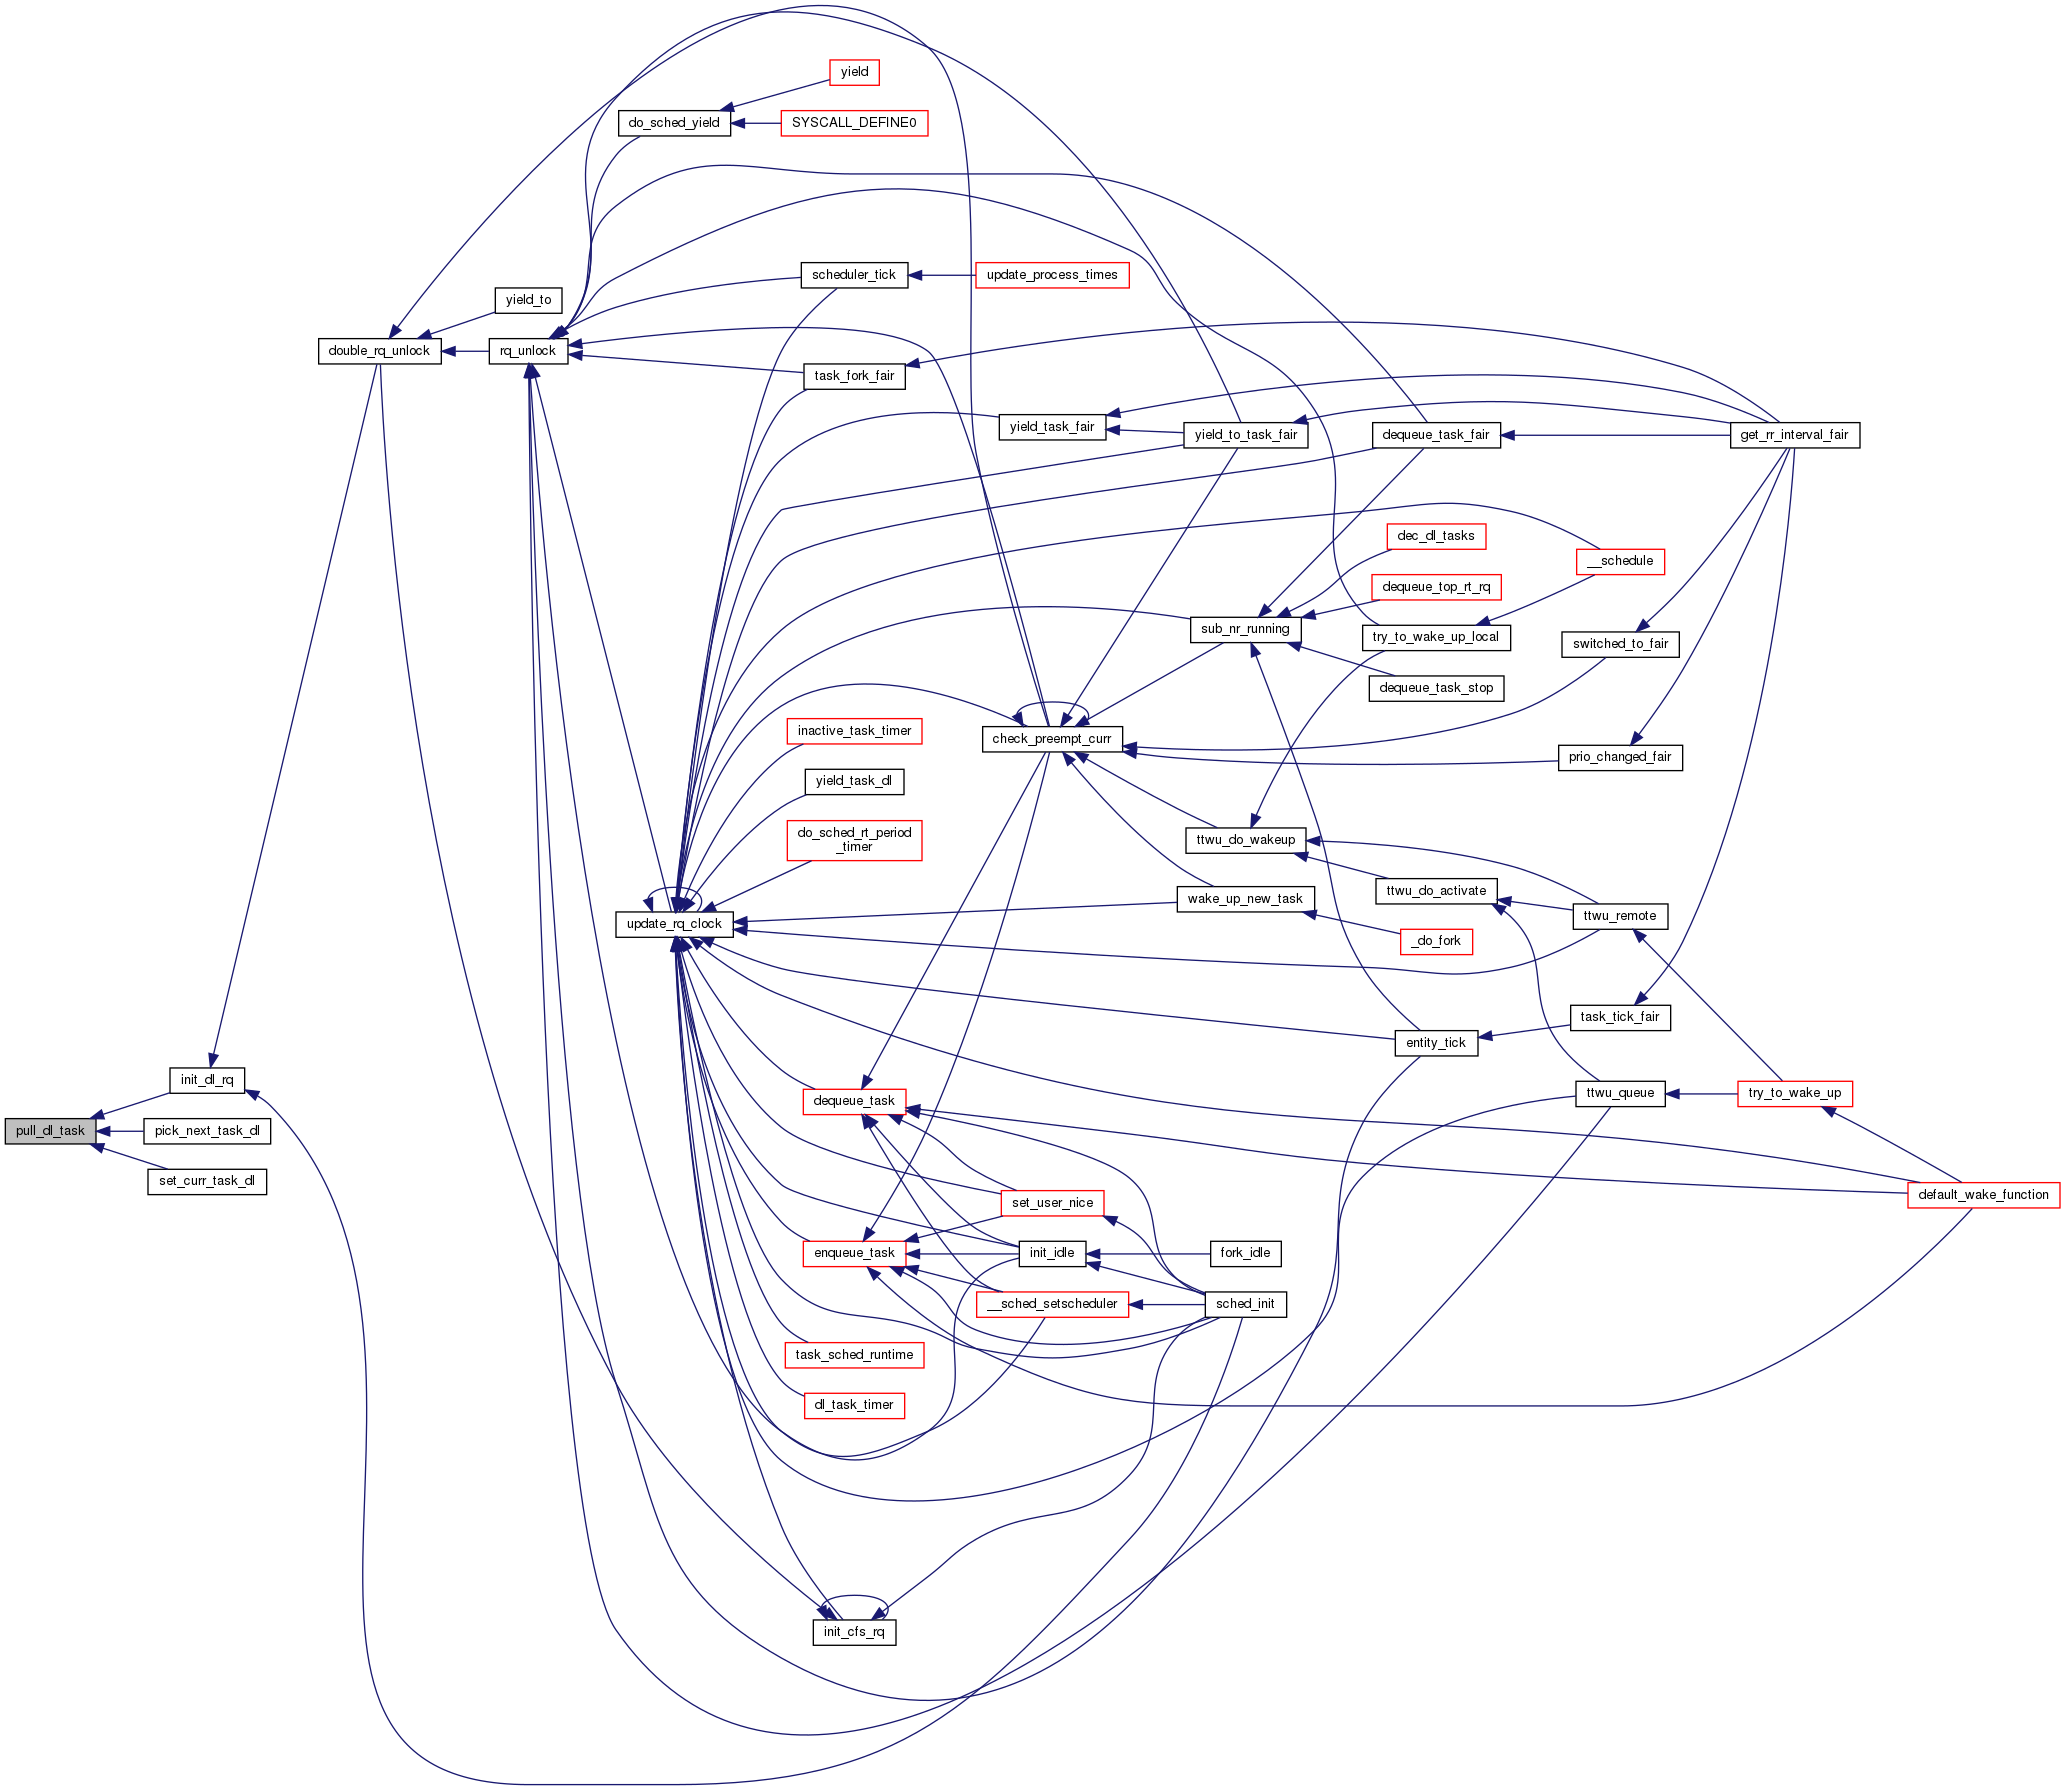 yield
do_sched_yield
SYSCALL_DEFINE0
scheduler_tick
update_process_times
yield_to
double_rq_unlock
rq_unlock
task_fork_fair
yield_task_fair
yield_to_task_fair
dequeue_task_fair
get_rr_interval_fair
dec_dl_tasks
__schedule
dequeue_top_rt_rq
sub_nr_running
try_to_wake_up_local
switched_to_fair
dequeue_task_stop
inactive_task_timer
check_preempt_curr
prio_changed_fair
yield_task_dl
do_sched_rt_period
_timer
ttwu_do_wakeup
ttwu_do_activate
wake_up_new_task
ttwu_remote
update_rq_clock
_do_fork
task_tick_fair
entity_tick
init_dl_rq
dequeue_task
ttwu_queue
try_to_wake_up
pull_dl_task
pick_next_task_dl
set_curr_task_dl
set_user_nice
default_wake_function
enqueue_task
init_idle
fork_idle
__sched_setscheduler
sched_init
task_sched_runtime
dl_task_timer
init_cfs_rq